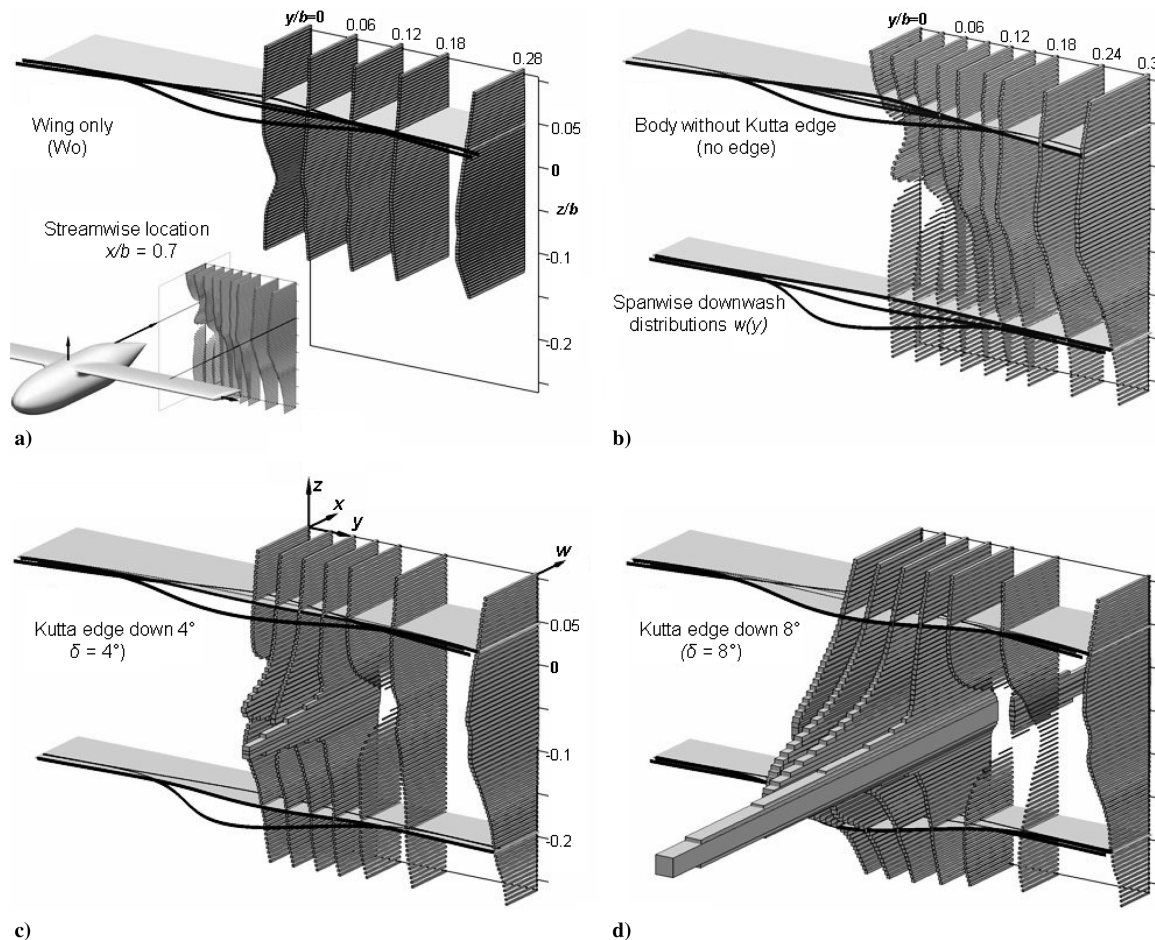 y/b=0
0.06
0.12
0.18
0.28
0.05
0
z/b
-0.1
-0.2
Wing only
(Wo)
Streamwise location
x/b = 0.7
a)
y/b=0
0.06
0.12
0.18
0.24
0.3
Body without Kutta edge
(no edge)
Spanwise downwash
distributions w(y)
b)
z
x
y
w
0.05
0
-0.1
-0.2
Kutta edge down 4°
δ = 4°)
c)
Kutta edge down 8°
(δ = 8°)
d)